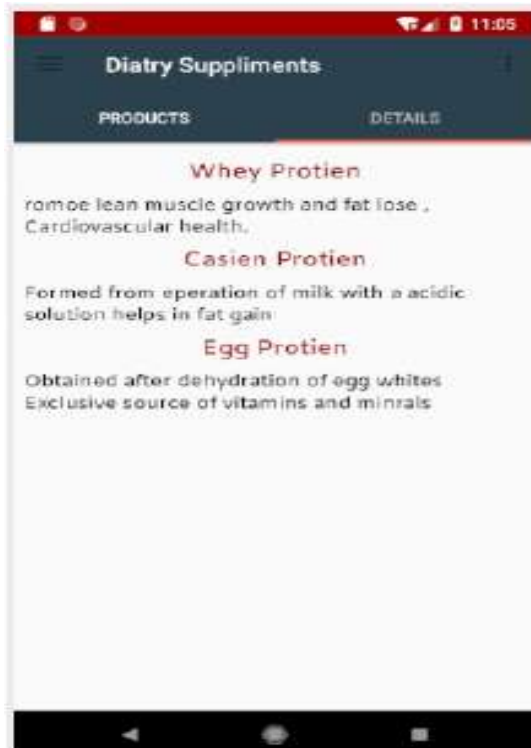 11:05
Diatry Suppliments
PRODUCTS DETAILS
Whey Protien
romoe lean muscle growth and fat lose ,
Cardiovascular health.
Casien Protien
Formed from eperation of milk with a acidic
solution helps in fat gain
Egg Protien
Obtained after dehydration of egg whites
Exclusive source of vitamins and minrals